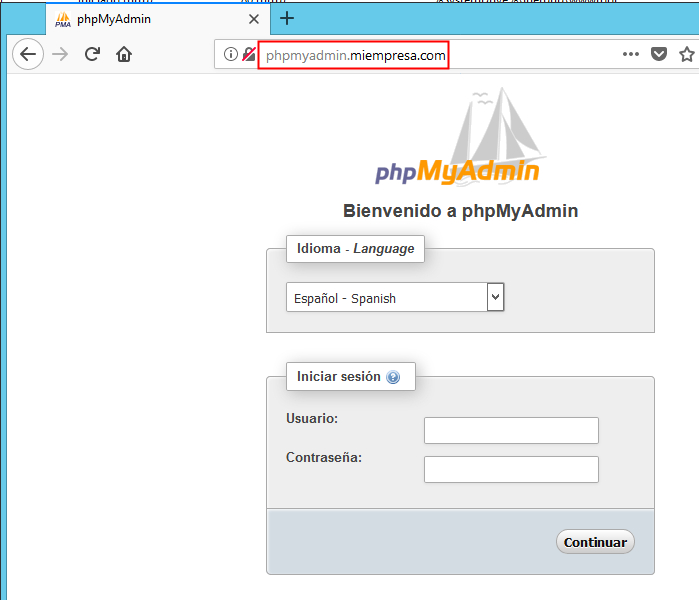 phpMyAdmin
phpmyadmin.miempresa.com
phpMyAdmin
Bienvenido a phpMyAdmin
Idioma - Language
Español - Spanish
Iniciar sesión
Usuario:
Contraseña:
Continuar